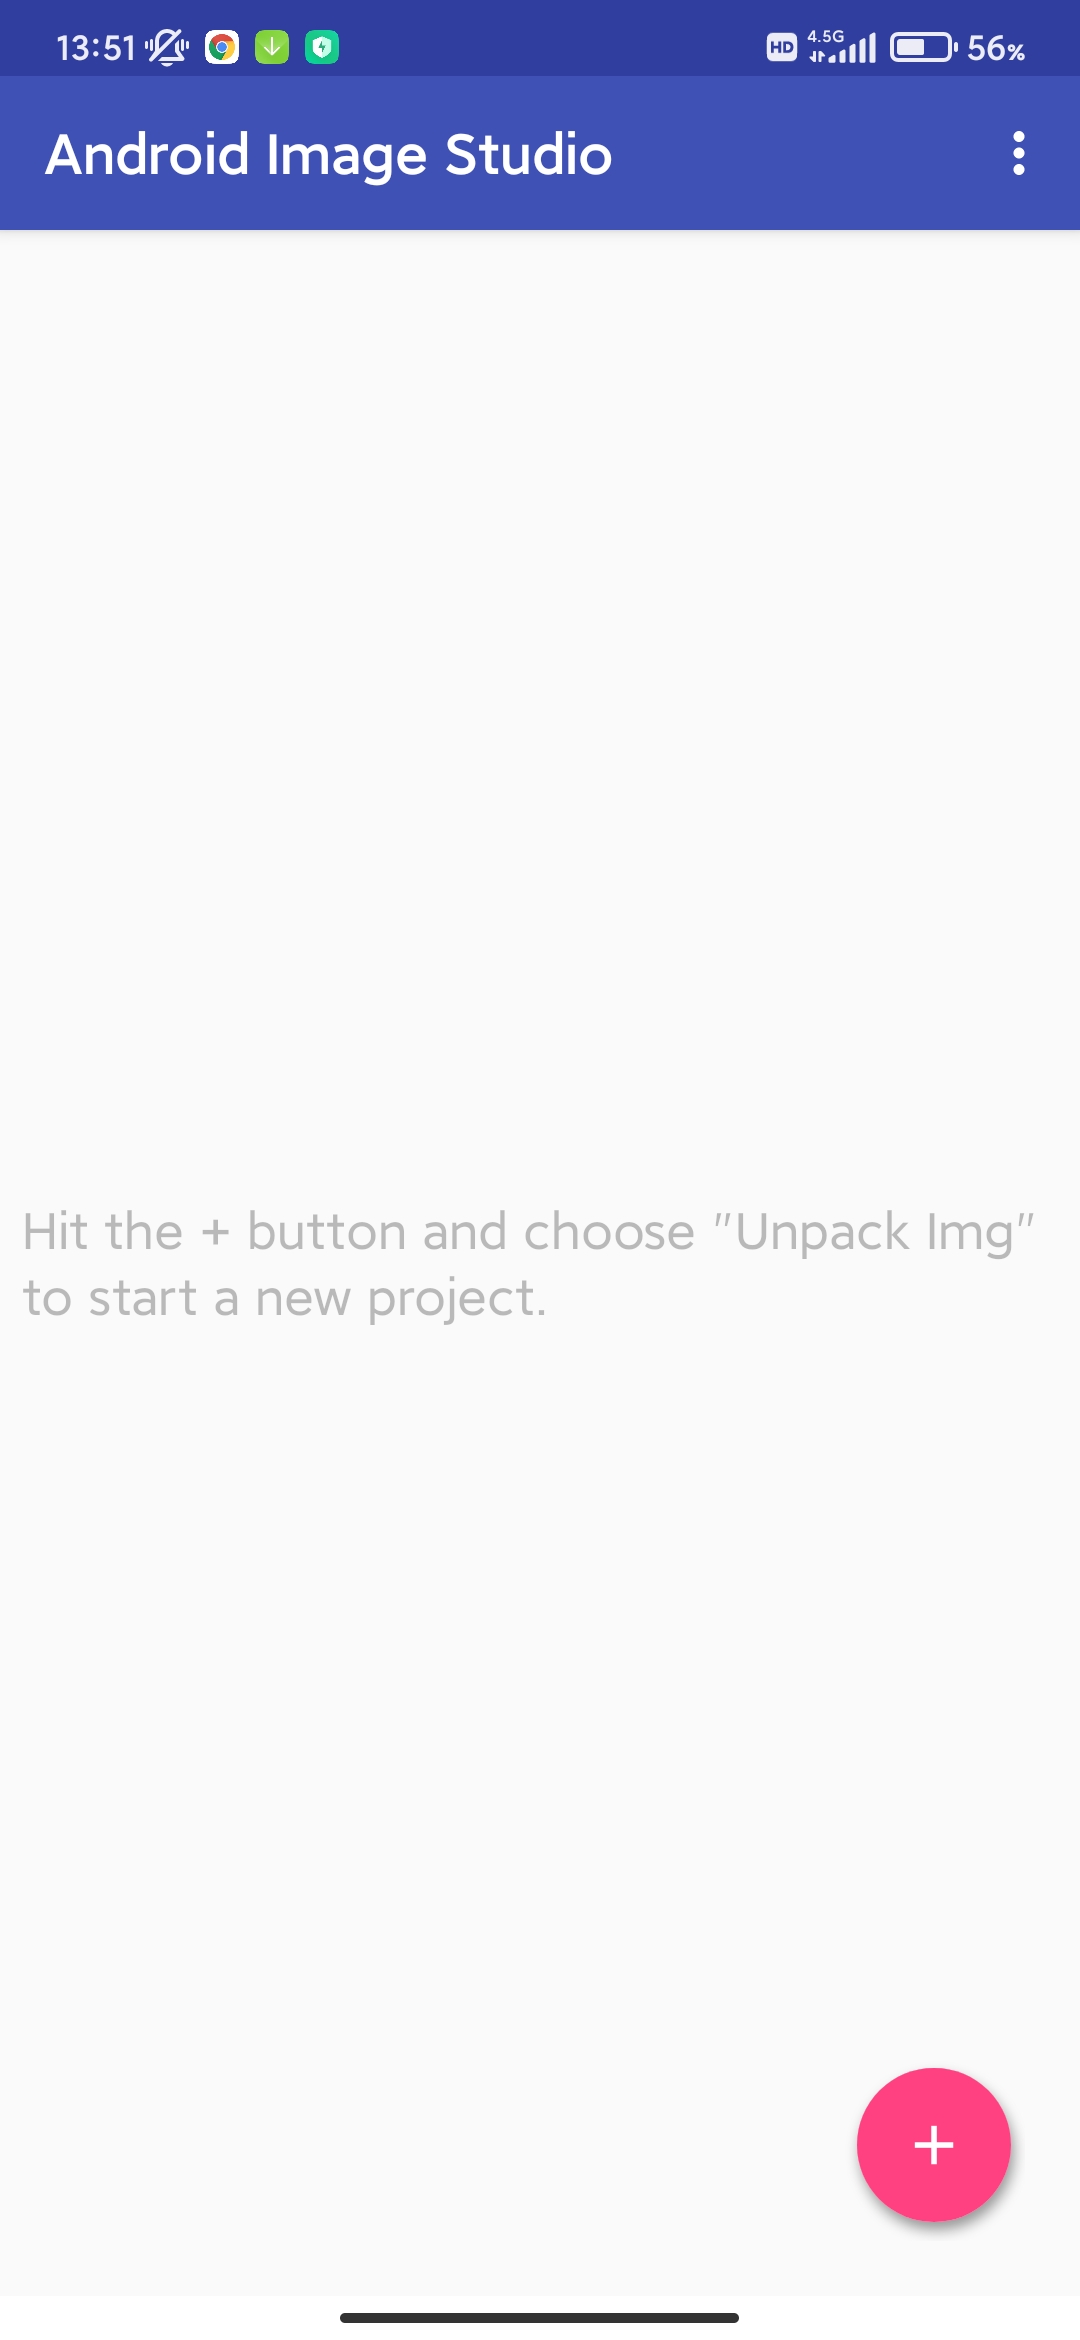 13:51 HD 4.5G 56%
Android Image Studio
Hit the + button and choose "Unpack Img"
to start a new project.